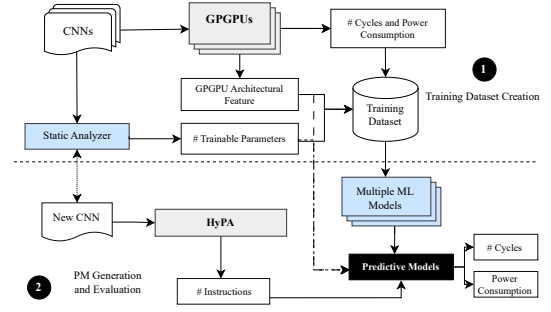 CNNs
GPGPUs
# Cycles and Power
Consumption
1
Training Dataset Creation
GPGPU Architectural
Feature
Training
Dataset
Static Analyzer
# Trainable Parameters
Multiple ML
Models
New CNN
HyPA
Predictive Models
# Cycles
Power
Consumption
2
PM Generation
and Evaluation
# Instructions